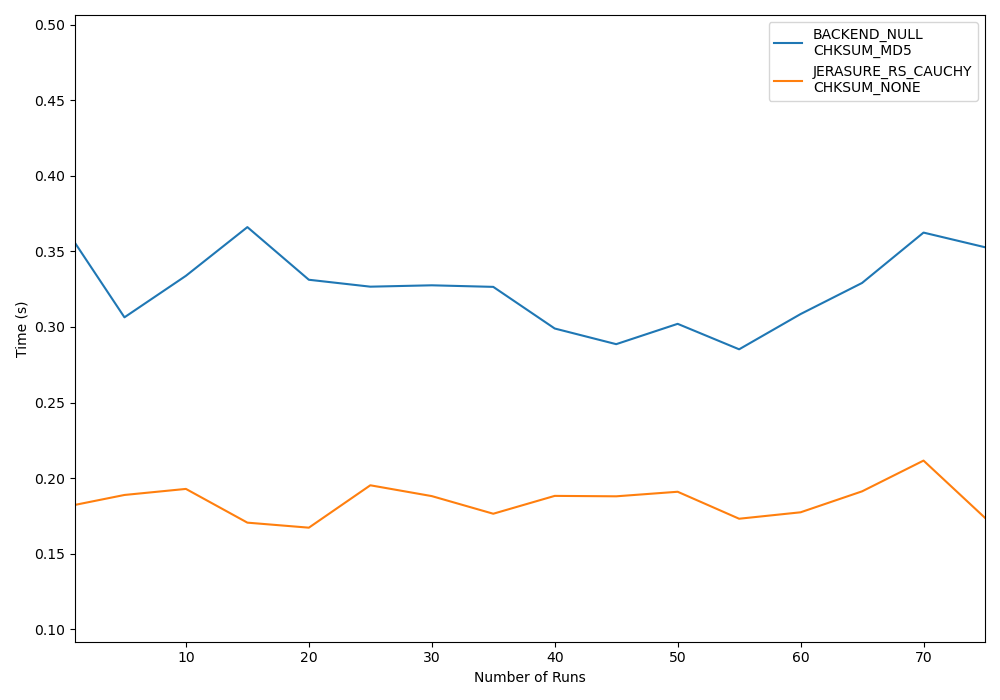 0.50
0.45
0.40
0.35
0.30
0.25
0.20
0.15
0.10
Time (s)
10 20 30 40 50 60 70
Number of Runs
BACKEND_NULL
CHKSUM_MD5
JERASURE_RS_CAUCHY
CHKSUM_NONE